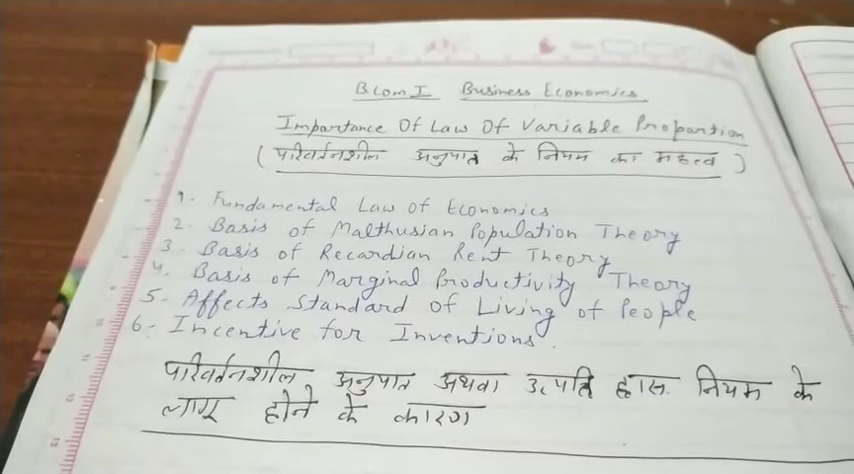 BCom I Business Economics
Importance Of Law Of Variable Proportion
(परिवर्तनशील अनुपात के नियम का महत्व)
1. Fundamental Law of Economics
2. Basis of Malthusian Population Theory
3. Basis of Recardian Rent Theory
4. Basis of Marginal Productivity Theory
5. Affects Standard of Living of People
6. Incentive for Inventions.
परिवर्तनशील अनुपात अथवा उत्पत्ति ह्रास नियम के
लागू होने के कारण